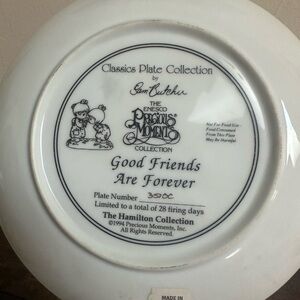 Classics Plate Collection
by
Sam Butcher
THE
ENESCO
PRECIOUS
MOMENTS
COLLECTION
Not For Food Use -
Food Consumed
From This Plate
May Be Harmful
Good Friends
Are Forever
Plate Number
Limited to a total of 28 firing days
The Hamilton Collection
©1994 Precious Moments, Inc.
All Rights Reserved.
MADE IN